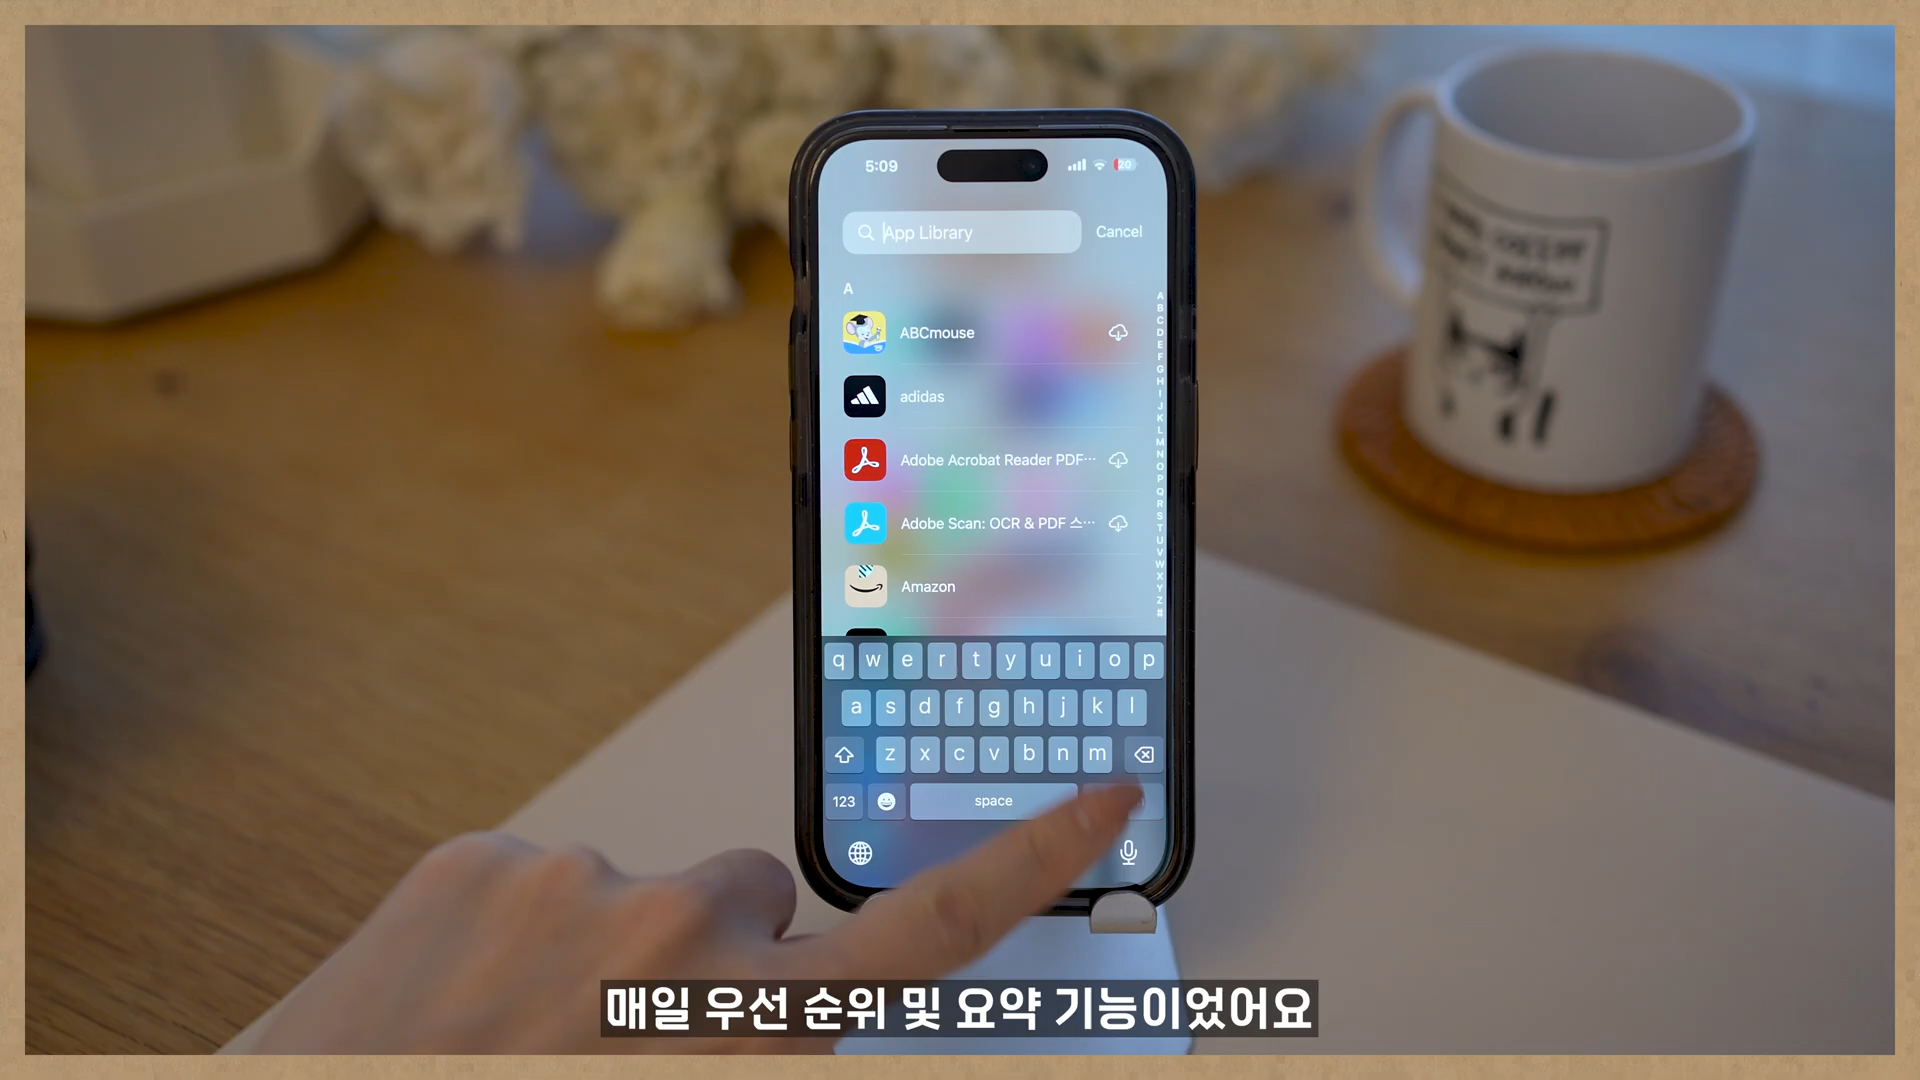 5:09
20
App Library
Cancel
A
ABCmouse
adidas
Adobe Acrobat Reader PDF…
Adobe Scan: OCR & PDF 스…
Amazon
A
B
C
D
E
F
G
H
I
J
K
L
M
N
O
P
Q
R
S
T
U
V
W
X
Y
Z
#
q w e r t y u i o p
a s d f g h j k l
z x c v b n m
123 space
매일 우선 순위 및 요약 기능이었어요